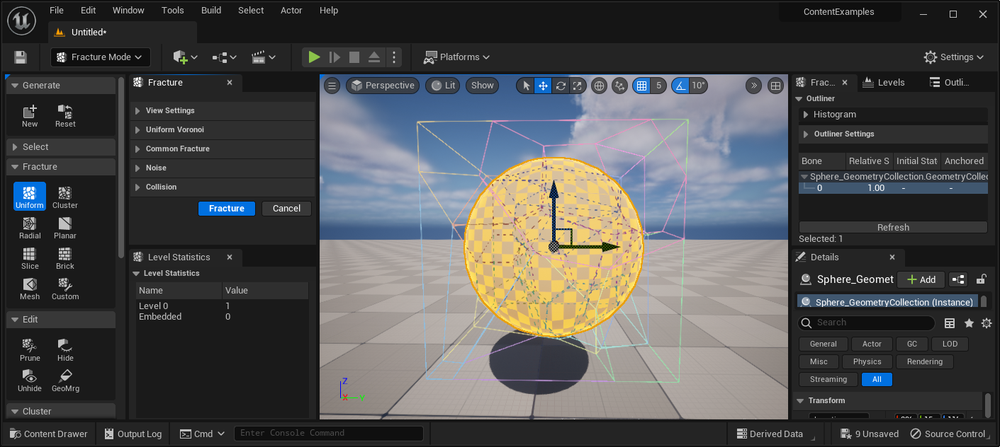 File Edit Window Tools Build Select Actor Help
ContentExamples
Untitled*
Fracture Mode
Platforms
Settings
Generate
New Reset
Select
Fracture
Uniform Cluster
Radial Planar
Slice Brick
Mesh Custom
Edit
Prune Hide
Unhide GeoMrg
Cluster
Fracture
View Settings
Uniform Voronoi
Common Fracture
Noise
Collision
Fracture Cancel
Level Statistics
Level Statistics
Name Value
Level 0 1
Embedded 0
Perspective Lit Show 5 10°
Z
X Y
Frac... Levels Outli...
Outliner
Histogram
Outliner Settings
Bone Relative S Initial Stat Anchored
Sphere_GeometryCollection.GeometryCollec
0 1.00 - -
Refresh
Selected: 1
Details
Sphere_Geomet + Add
Sphere_GeometryCollection (Instance)
Search
General Actor GC LOD
Misc Physics Rendering
Streaming All
Transform
Content Drawer Output Log Cmd Enter Console Command Derived Data 9 Unsaved Source Control